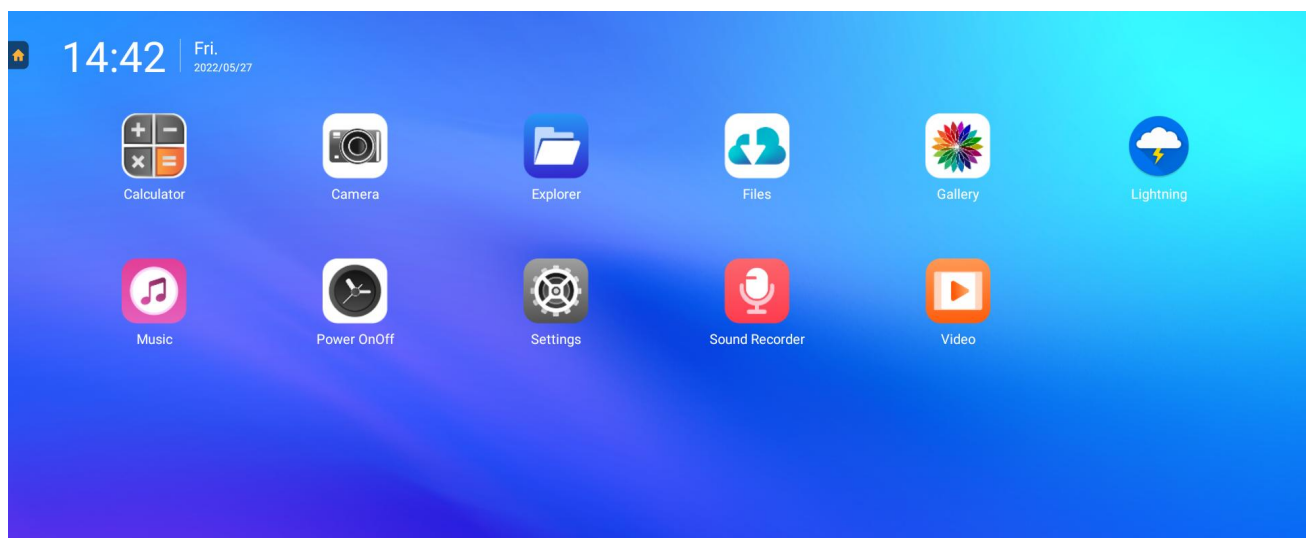 14:42
Fri.
2022/05/27
Calculator
Camera
Explorer
Files
Gallery
Lightning
Music
Power OnOff
Settings
Sound Recorder
Video